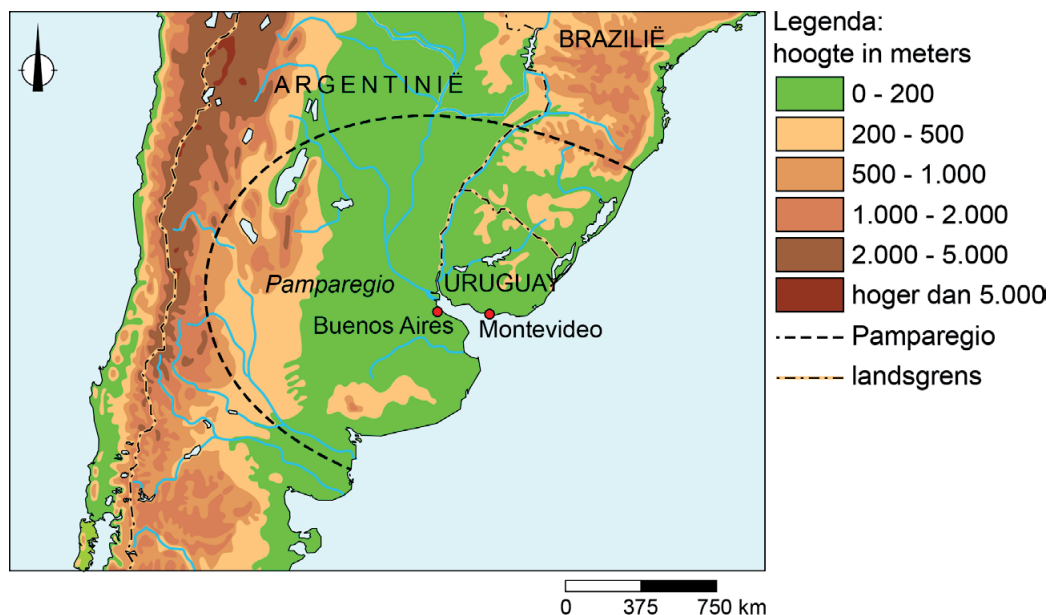 BRAZILIË
ARGENTINIË
Pamparegio
URUGUAY
Buenos Aires
Montevideo
Legenda:
hoogte in meters
0 - 200
200 - 500
500 - 1.000
1.000 - 2.000
2.000 - 5.000
hoger dan 5.000
Pamparegio
landsgrens
0 375 750 km